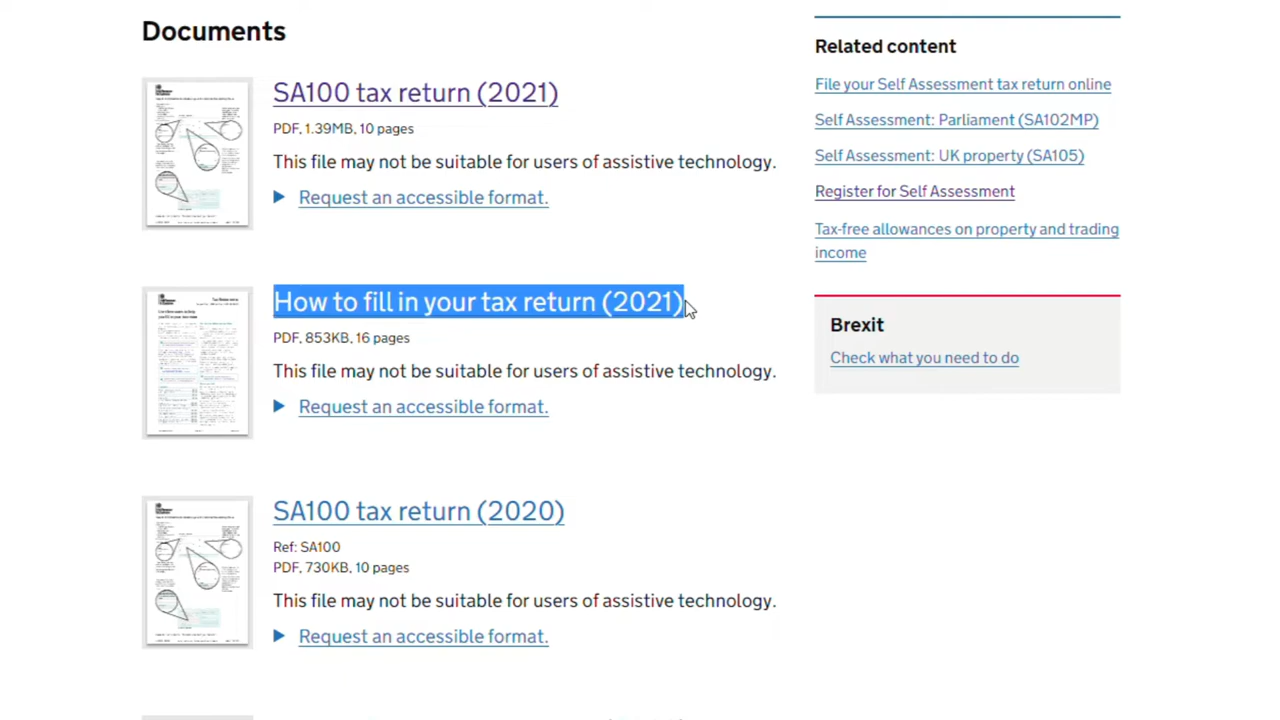 Documents
SA100 tax return (2021)
PDF, 1.39MB, 10 pages
This file may not be suitable for users of assistive technology.
Request an accessible format.
How to fill in your tax return (2021)
PDF, 853KB, 16 pages
This file may not be suitable for users of assistive technology.
Request an accessible format.
SA100 tax return (2020)
Ref: SA100
PDF, 730KB, 10 pages
This file may not be suitable for users of assistive technology.
Request an accessible format.
Related content
File your Self Assessment tax return online
Self Assessment: Parliament (SA102MP)
Self Assessment: UK property (SA105)
Register for Self Assessment
Tax-free allowances on property and trading
income
Brexit
Check what you need to do